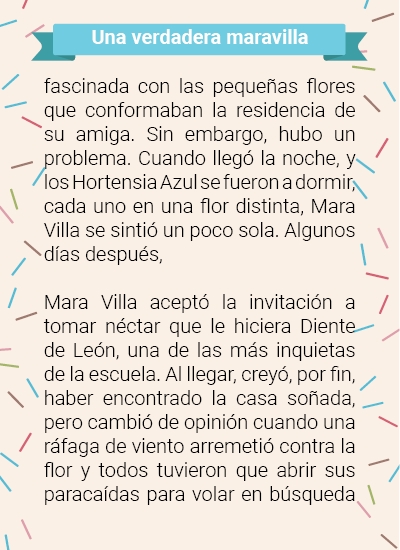 Una verdadera maravilla
fascinada con las pequeñas flores
que conformaban la residencia de
su amiga. Sin embargo, hubo un
problema. Cuando llegó la noche, y
los Hortensia Azul se fueron a dormir,
cada uno en una flor distinta, Mara
Villa se sintió un poco sola. Algunos
días después,
Mara Villa aceptó la invitación a
tomar néctar que le hiciera Diente
de León, una de las más inquietas
de la escuela. Al llegar, creyó, por fin,
haber encontrado la casa soñada,
pero cambió de opinión cuando una
ráfaga de viento arremetió contra la
flor y todos tuvieron que abrir sus
paracaídas para volar en búsqueda